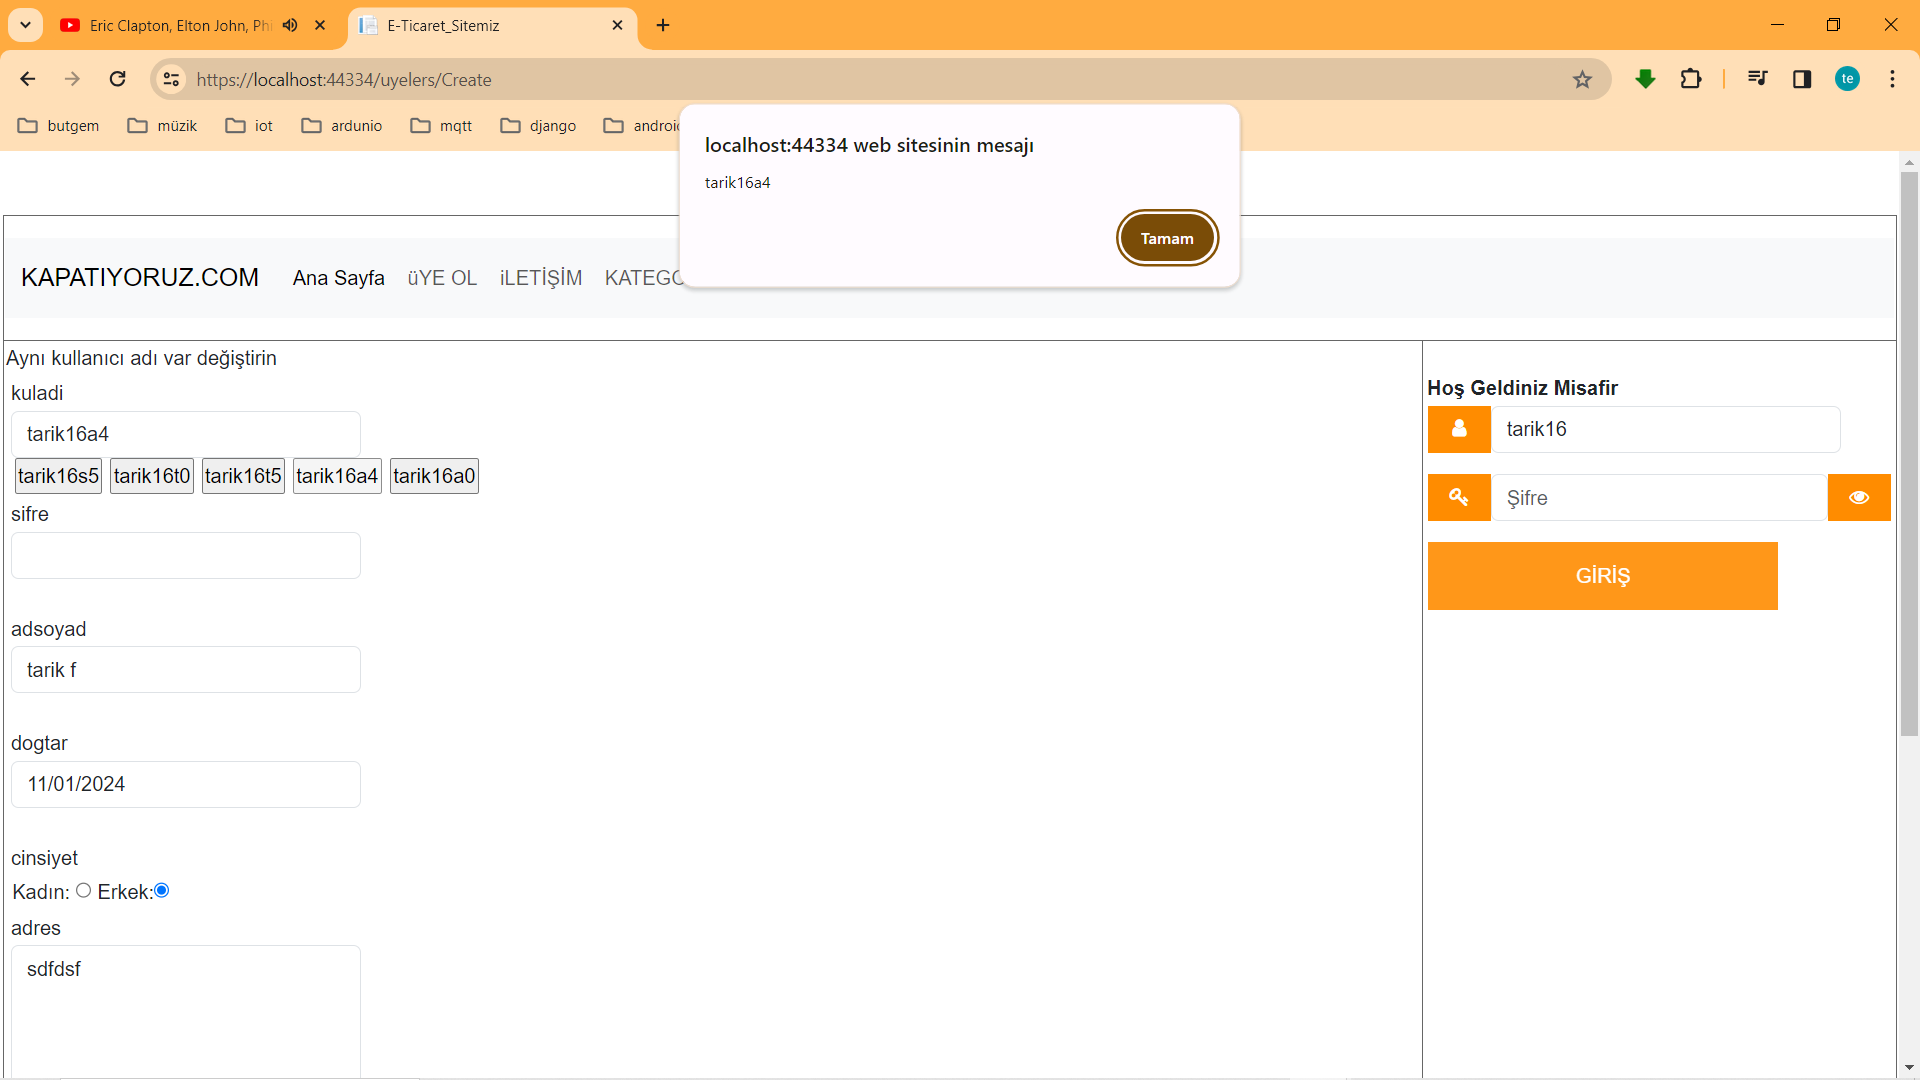 Eric Clapton, Elton John, Phi
E-Ticaret_Sitemiz
https://localhost:44334/uyelers/Create
te
butgem
müzik
iot
ardunio
mqtt
django
localhost:44334 web sitesinin mesajı
tarik16a4
Tamam
KAPATIYORUZ.COM
Ana Sayfa
üYE OL
iLETİŞİM
Aynı kullanıcı adı var değiştirin
kuladi
tarik16a4
tarik16s5
tarik16t0
tarik16t5
tarik16a4
tarik16a0
sifre
adsoyad
tarik f
dogtar
11/01/2024
cinsiyet
Kadın:
Erkek:
adres
sdfdsf
Hoş Geldiniz Misafir
tarik16
Şifre
GİRİŞ